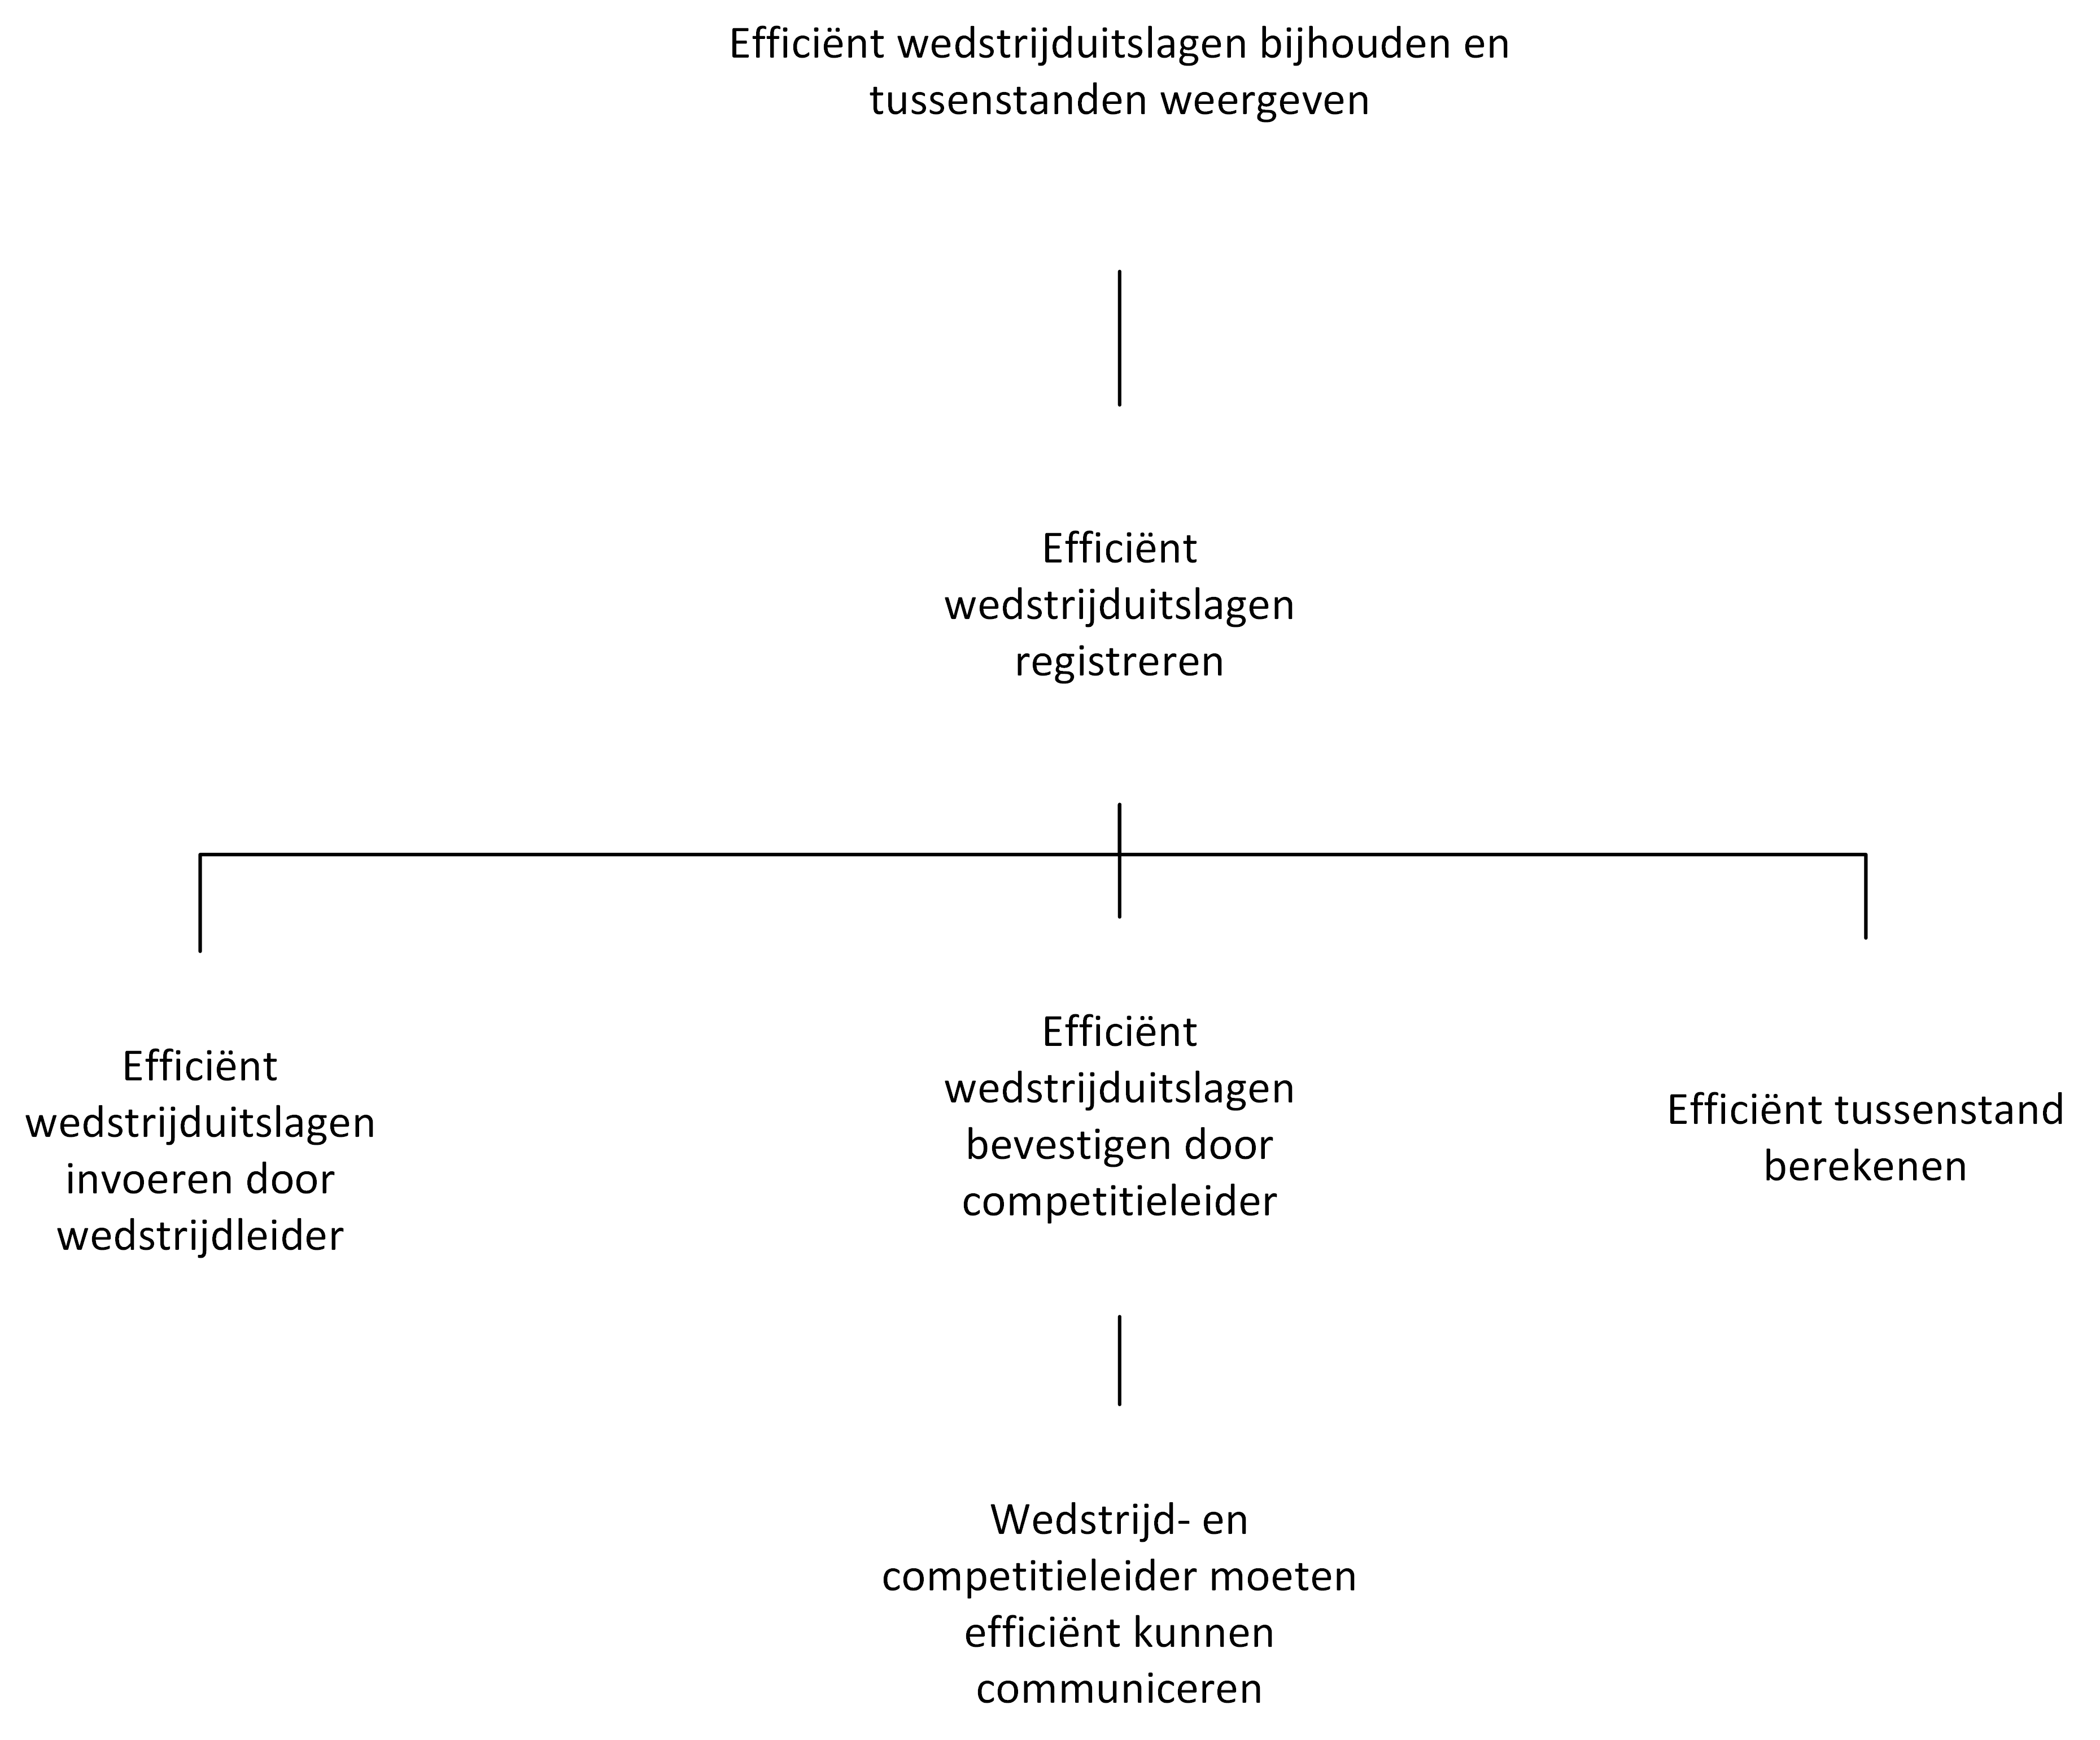 Efficiënt wedstrijduitslagen bijhouden en
tussenstanden weergeven
Efficiënt
wedstrijduitslagen
registreren
Efficiënt
wedstrijduitslagen
invoeren door
wedstrijdleider
Efficiënt
wedstrijduitslagen
bevestigen door
competitieleider
Efficiënt tussenstand
berekenen
Wedstrijd- en
competitieleider moeten
efficiënt kunnen
communiceren